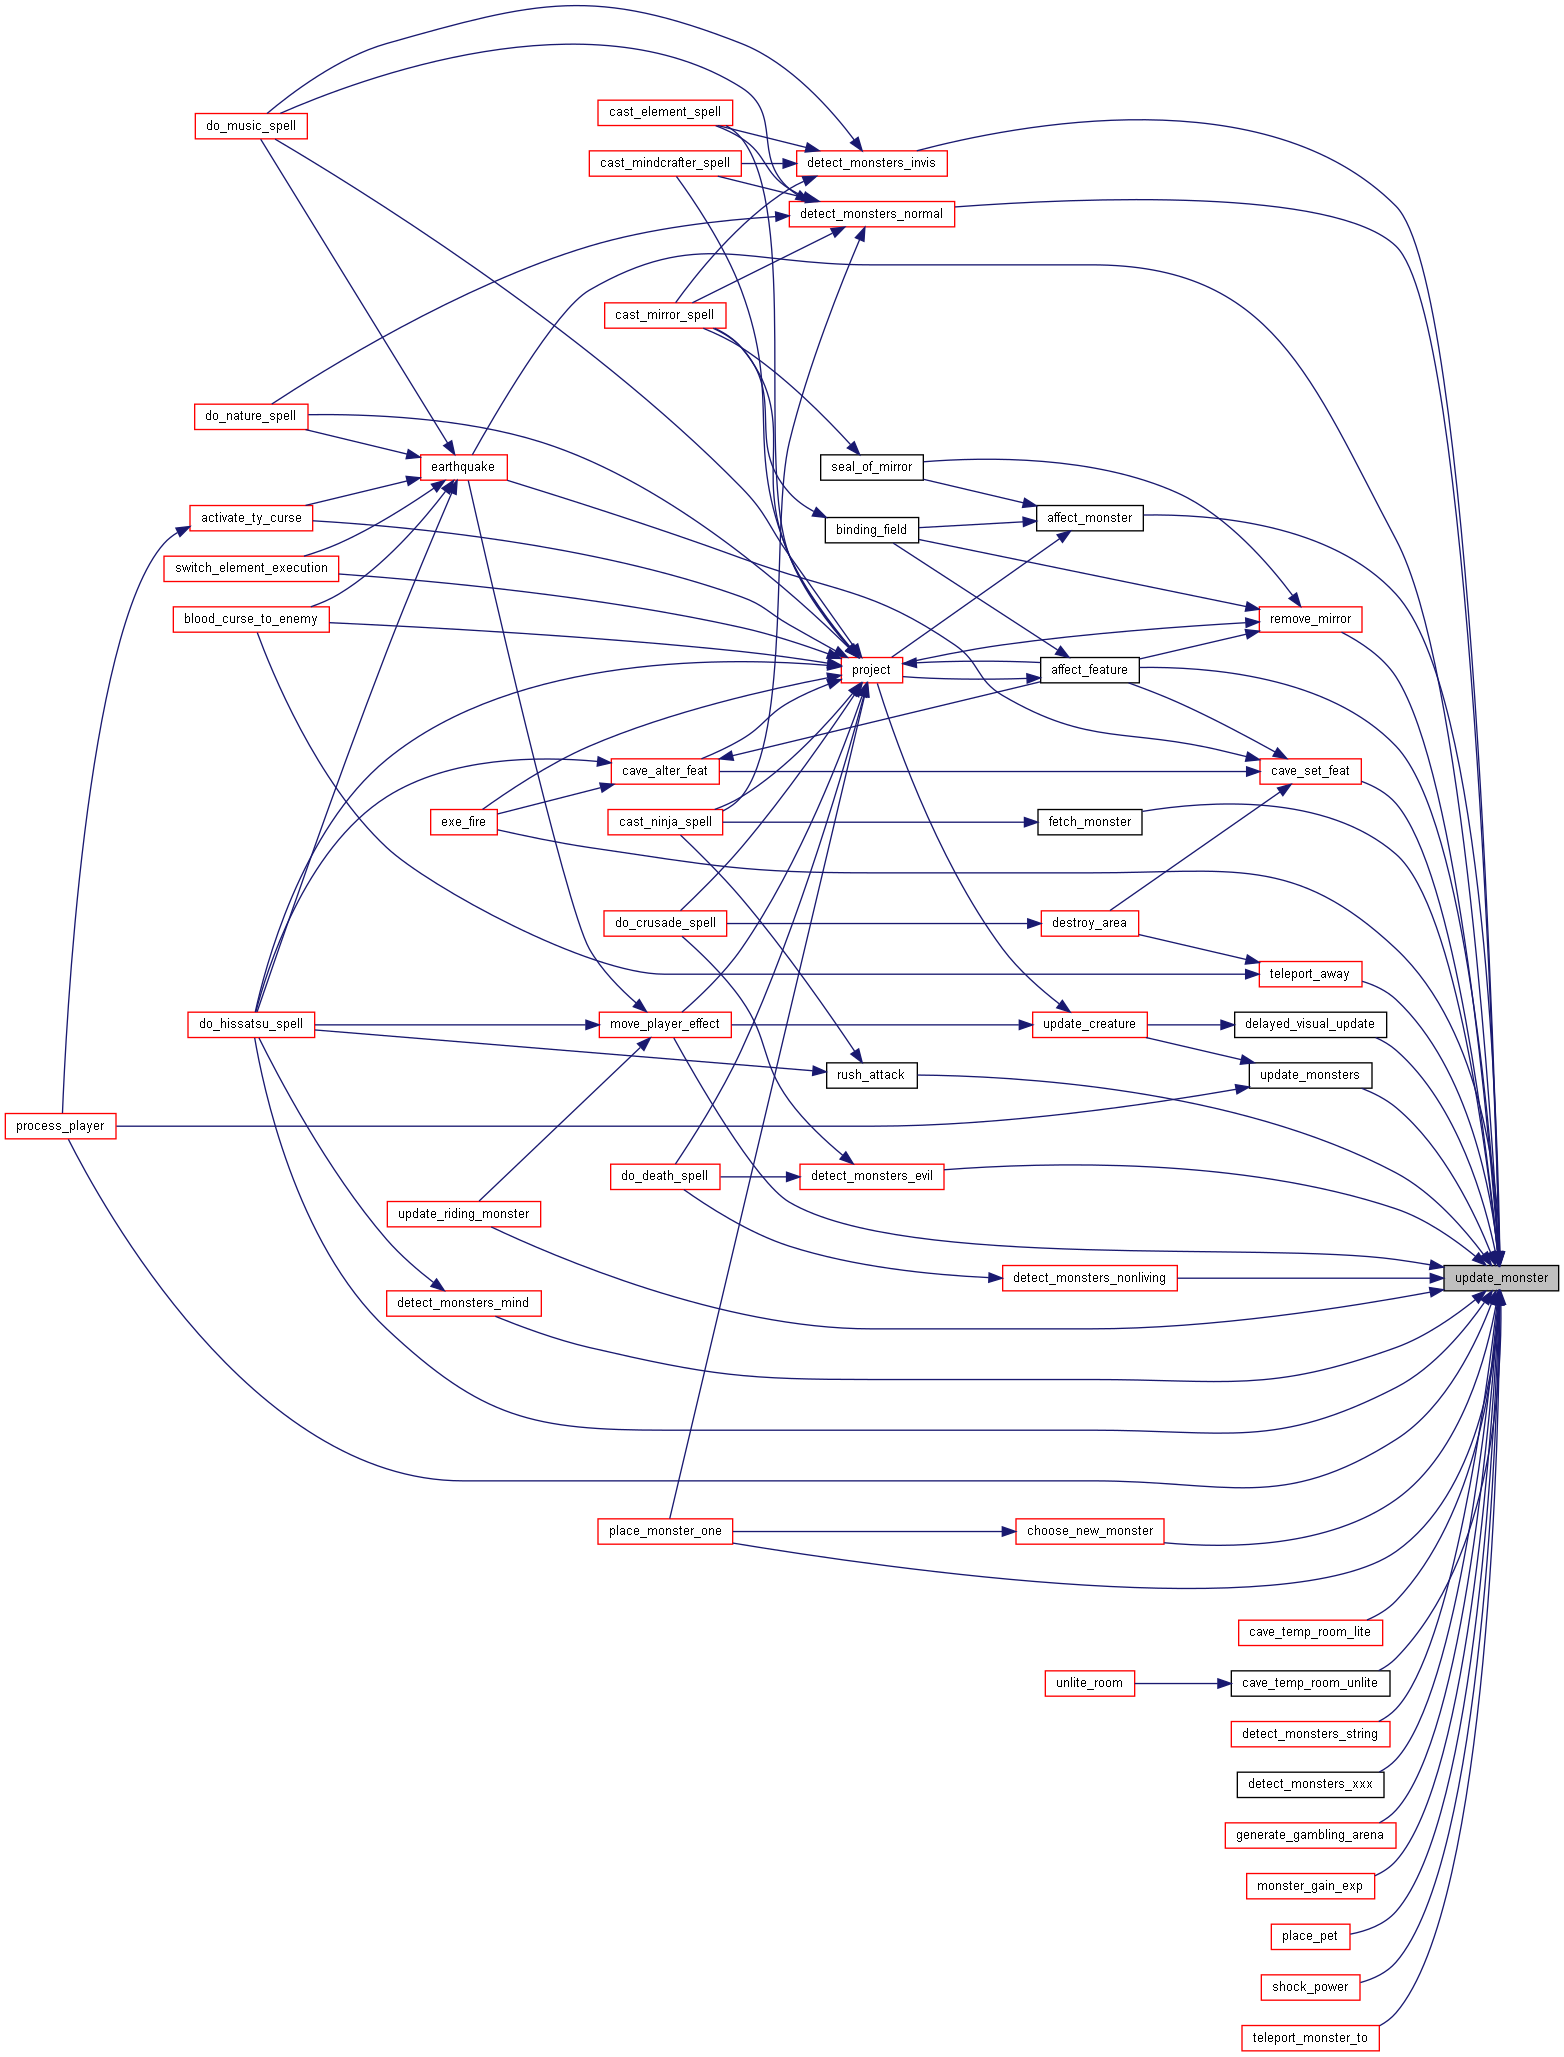 cast_element_spell
do_music_spell
cast_mindcrafter_spell
detect_monsters_invis
detect_monsters_normal
cast_mirror_spell
do_nature_spell
earthquake
seal_of_mirror
activate_ty_curse
affect_monster
binding_field
switch_element_execution
blood_curse_to_enemy
remove_mirror
project
affect_feature
cave_alter_feat
cave_set_feat
exe_fire
cast_ninja_spell
fetch_monster
do_crusade_spell
destroy_area
teleport_away
do_hissatsu_spell
move_player_effect
update_creature
delayed_visual_update
rush_attack
update_monsters
process_player
do_death_spell
detect_monsters_evil
update_riding_monster
detect_monsters_nonliving
update_monster
detect_monsters_mind
place_monster_one
choose_new_monster
cave_temp_room_lite
unlite_room
cave_temp_room_unlite
detect_monsters_string
detect_monsters_xxx
generate_gambling_arena
monster_gain_exp
place_pet
shock_power
teleport_monster_to